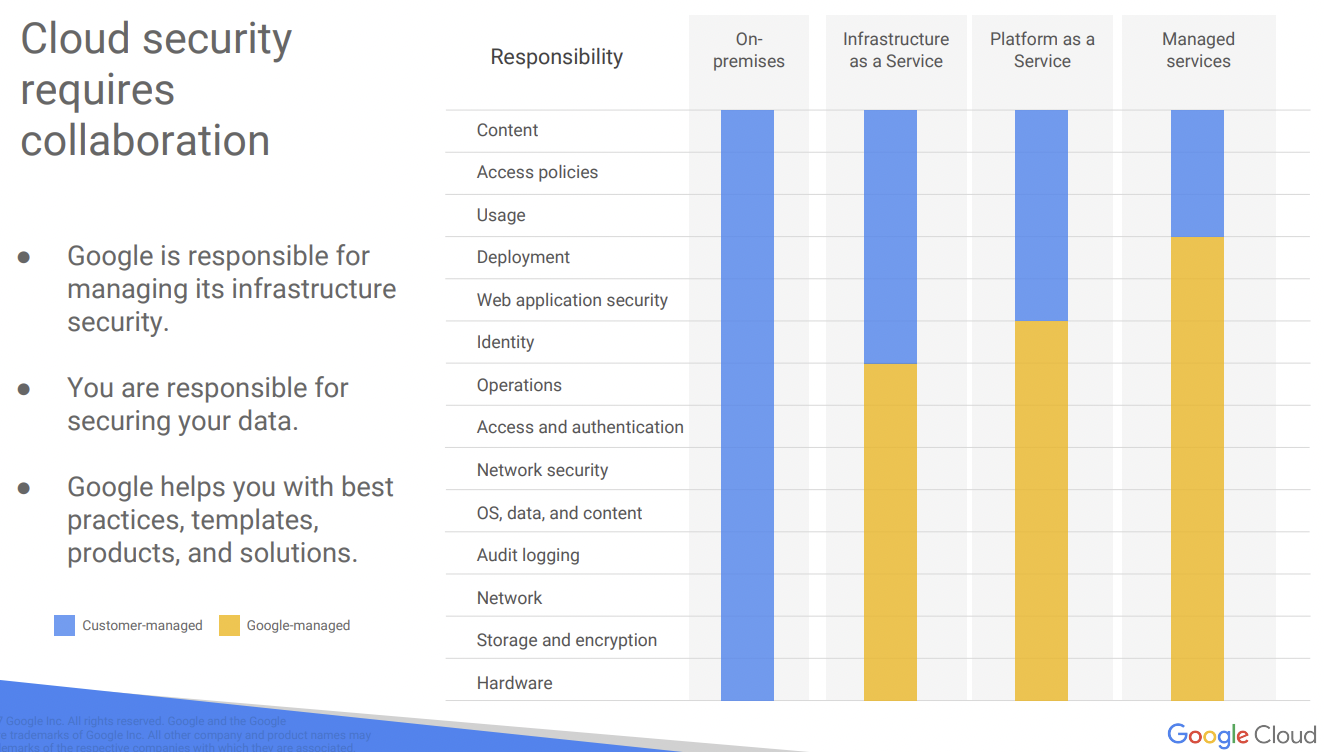 Cloud security
requires
collaboration
● Google is responsible for
managing its infrastructure
security.
● You are responsible for
securing your data.
● Google helps you with best
practices, templates,
products, and solutions.
Customer-managed Google-managed
Responsibility
On-
premises
Infrastructure
as a Service
Platform as a
Service
Managed
services
Content
Access policies
Usage
Deployment
Web application security
Identity
Operations
Access and authentication
Network security
OS, data, and content
Audit logging
Network
Storage and encryption
Hardware
Google Inc. All rights reserved. Google and the Google
trademarks of Google Inc. All other company and product names may
of the respective companies with which they are associated.
Google Cloud